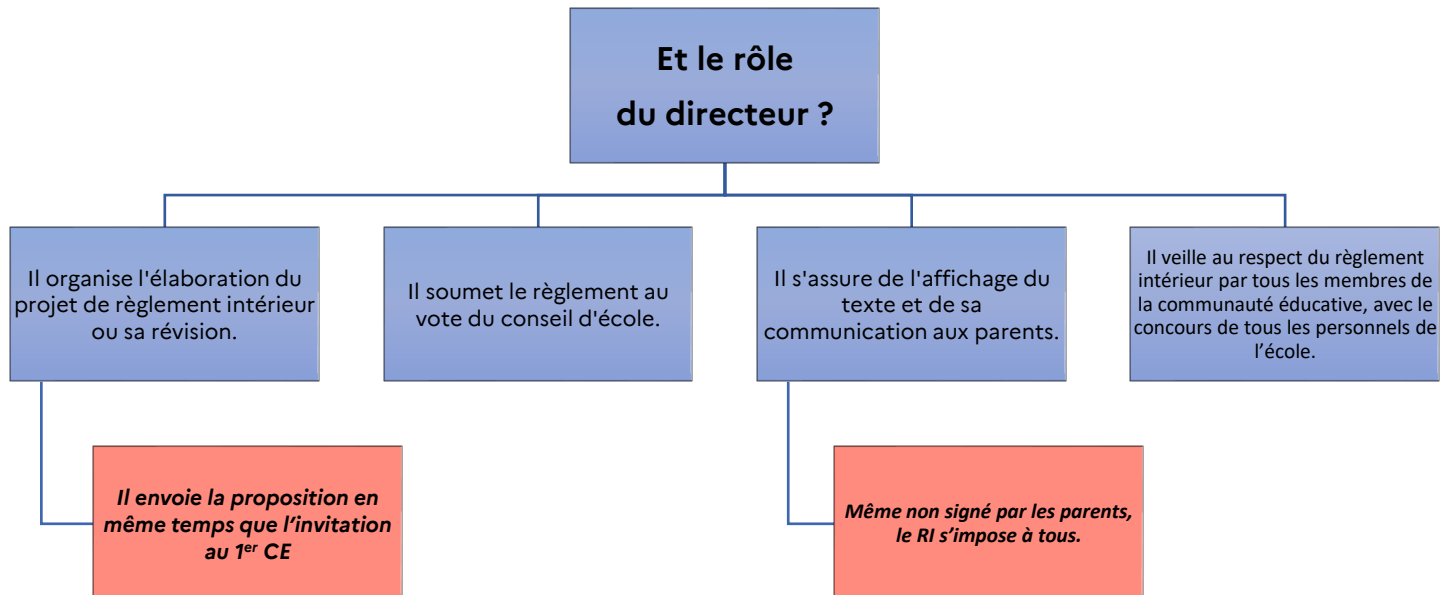 Et le rôle
du directeur ?
Il organise l'élaboration du
projet de règlement intérieur
ou sa révision.
Il soumet le règlement au
vote du conseil d'école.
Il s'assure de l'affichage du
texte et de sa
communication aux parents.
Il veille au respect du règlement
intérieur par tous les membres de
la communauté éducative, avec le
concours de tous les personnels de
l’école.
Il envoie la proposition en
même temps que l’invitation
au 1er CE
Même non signé par les parents,
le RI s’impose à tous.